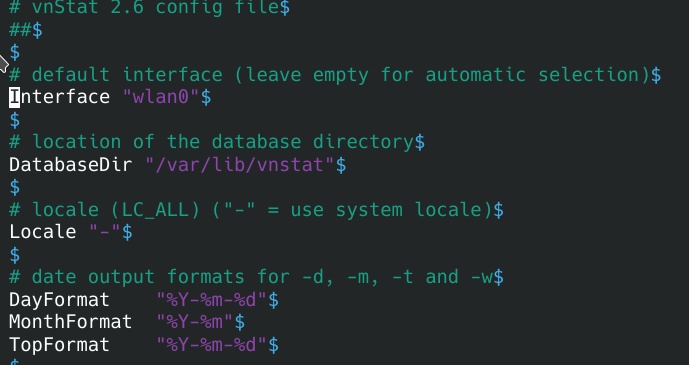 # vnStat 2.6 config file$
##$
$
# default interface (leave empty for automatic selection)$
Interface "wlan0"$
$
# location of the database directory$
DatabaseDir "/var/lib/vnstat"$
$
# locale (LC_ALL) ("-" = use system locale)$
Locale "-"$
$
# date output formats for -d, -m, -t and -w$
DayFormat    "%Y-%m-%d"$
MonthFormat  "%Y-%m"$
TopFormat    "%Y-%m-%d"$
$